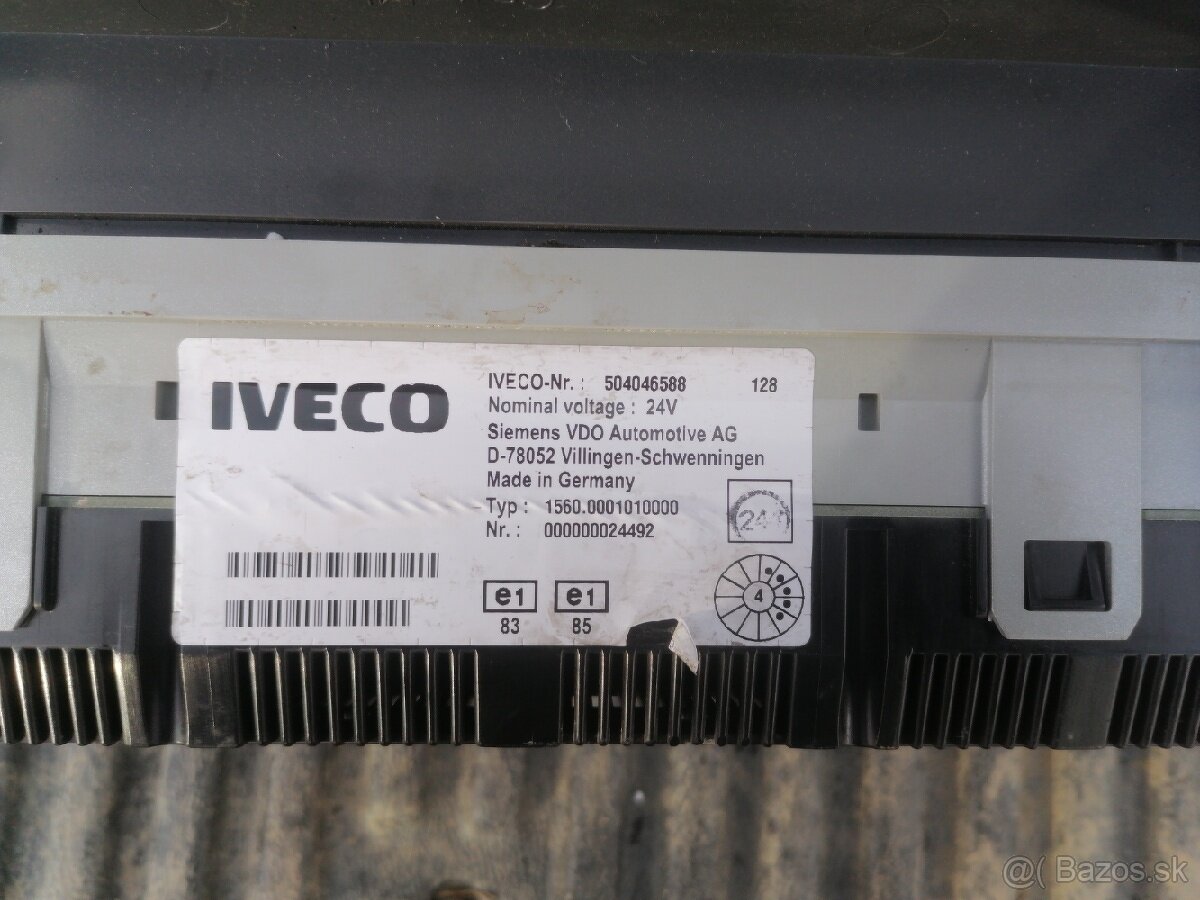 IVECO
IVECO-Nr. : 504046588 128
Nominal voltage : 24V
Siemens VDO Automotive AG
D-78052 Villingen-Schwenningen
Made in Germany
Typ : 1560.0001010000
Nr. : 000000024492
24
e1 e1
83 85
4
@( Bazos.sk